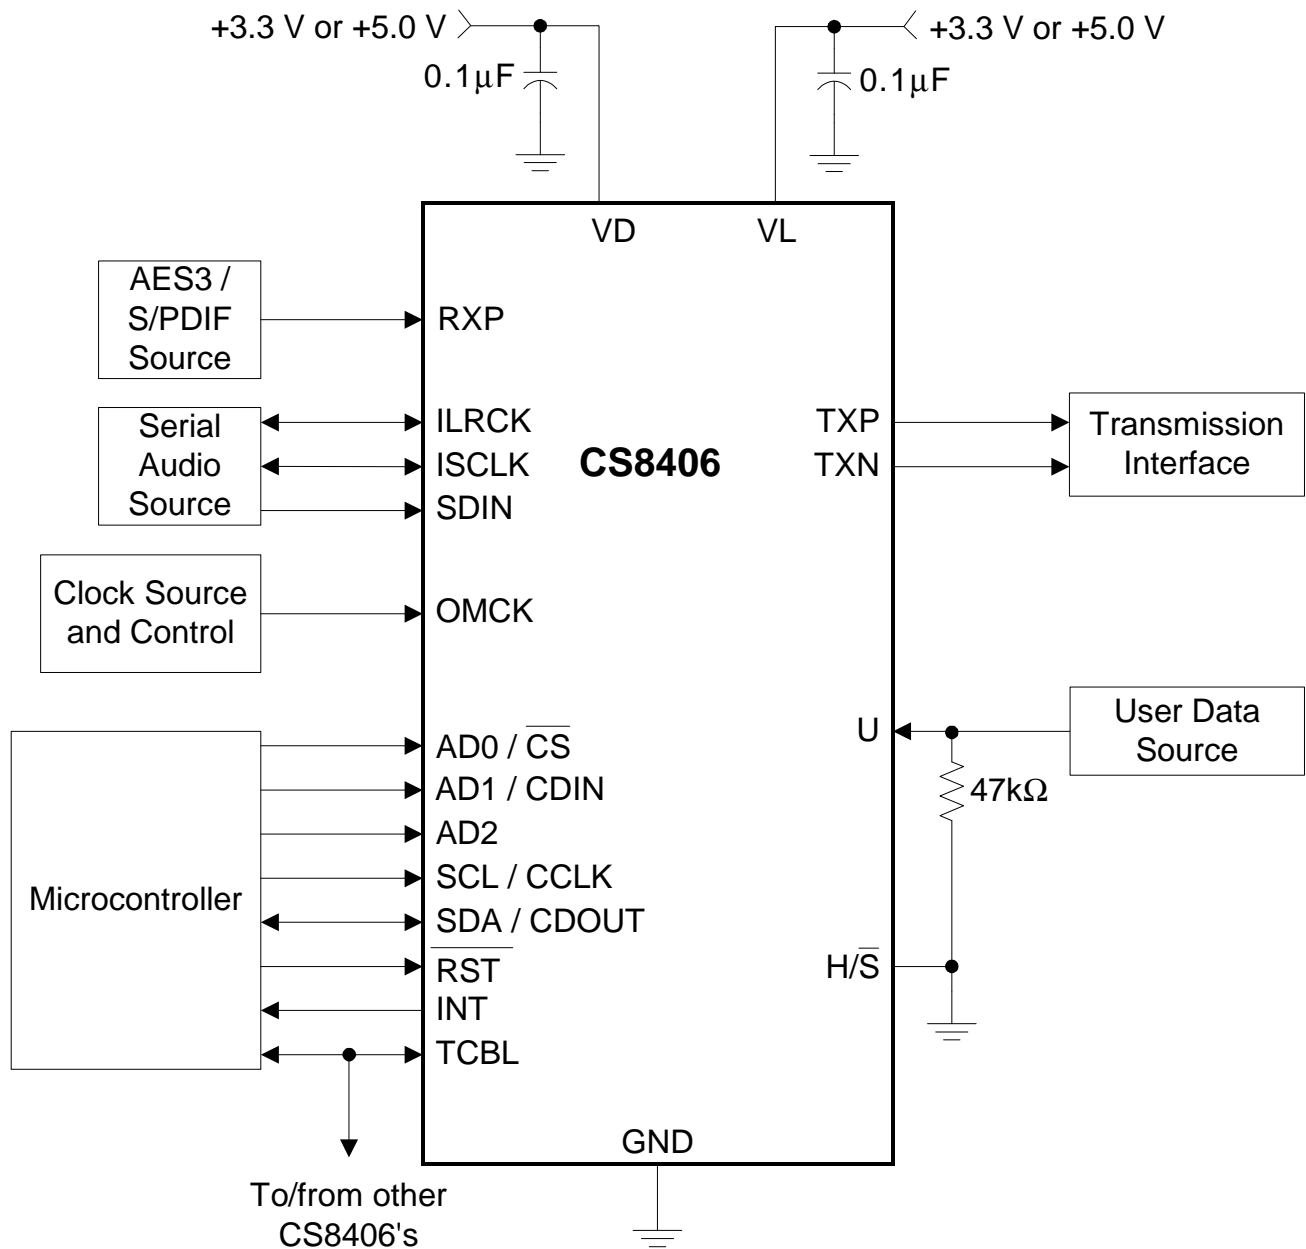 +3.3 V or +5.0 V
+3.3 V or +5.0 V
0.1µF
0.1µF
VD
VL
AES3 /
S/PDIF
Source
RXP
Serial
Audio
Source
ILRCK
ISCLK
SDIN
CS8406
TXP
TXN
Transmission
Interface
Clock Source
and Control
OMCK
User Data
Source
U
47kΩ
Microcontroller
AD0 / C̅S̅
AD1 / CDIN
AD2
SCL / CCLK
SDA / CDOUT
R̅S̅T̅
INT
TCBL
H/S̅
GND
To/from other
CS8406's